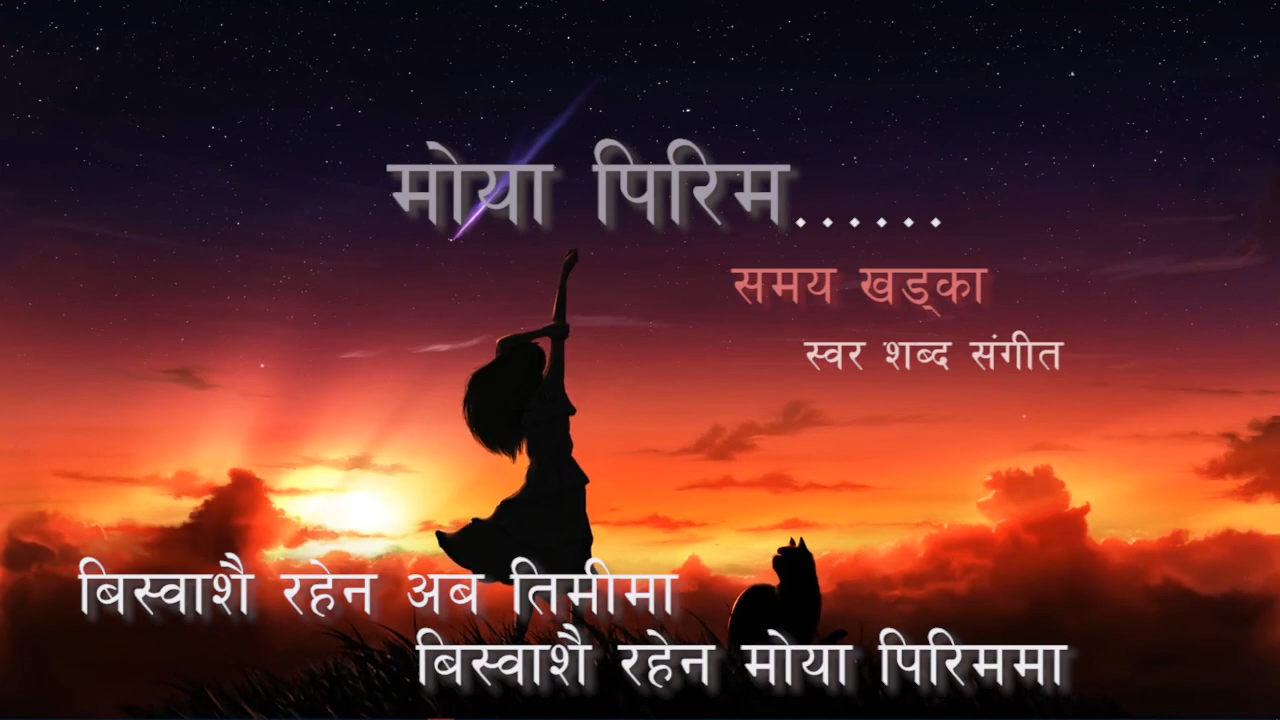 मोया पिरिम......
समय खड्का
स्वर शब्द संगीत
बिस्वाशै रहेन अब तिमीमा
बिस्वाशै रहेन मोया पिरिममा